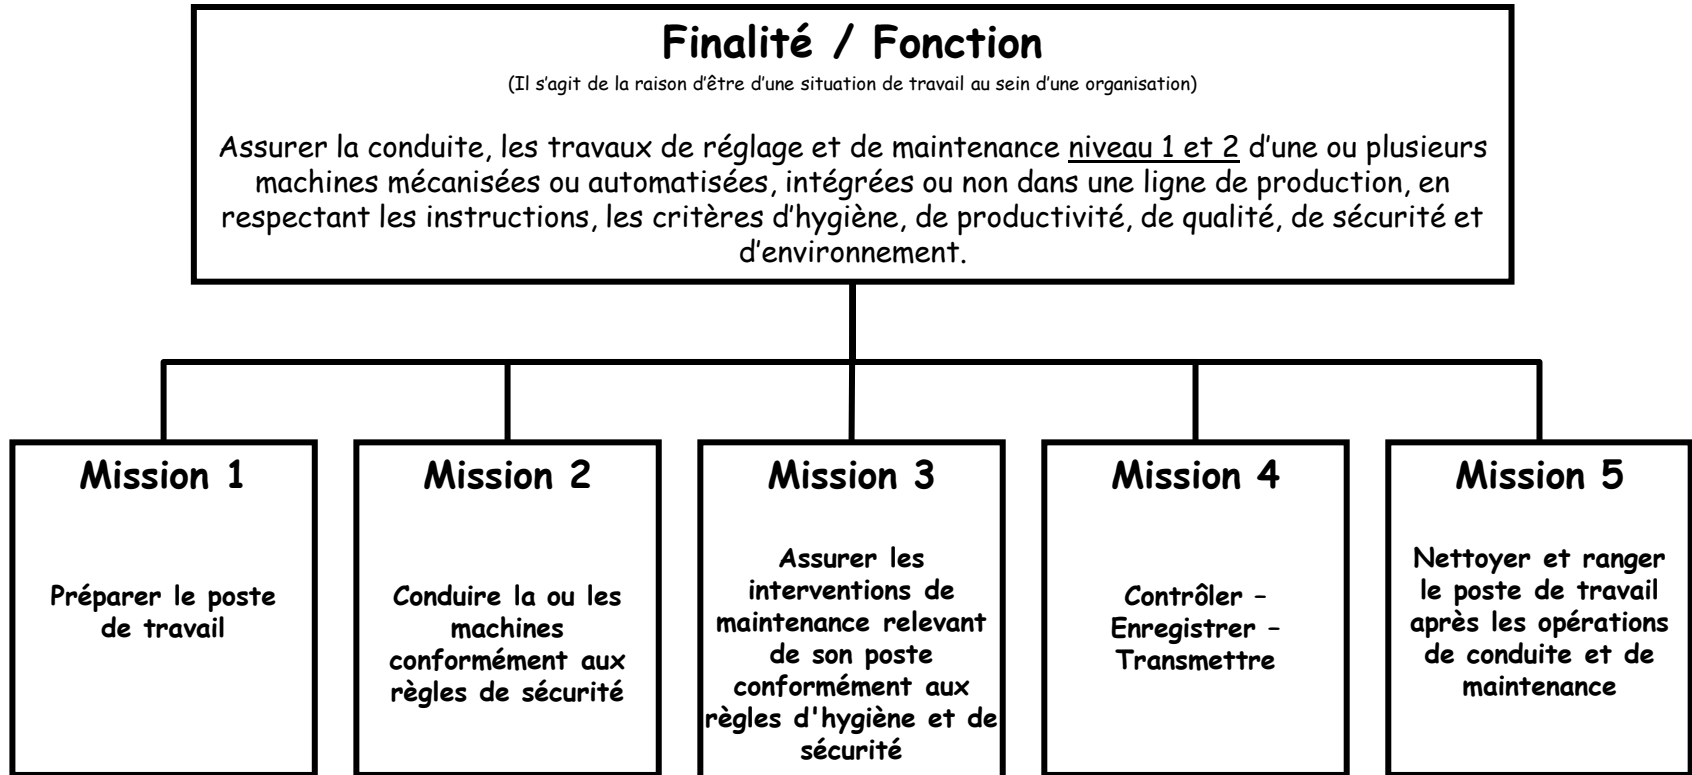 Finalité / Fonction
(Il s’agit de la raison d’être d’une situation de travail au sein d’une organisation)
Assurer la conduite, les travaux de réglage et de maintenance niveau 1 et 2 d’une ou plusieurs
machines mécanisées ou automatisées, intégrées ou non dans une ligne de production, en
respectant les instructions, les critères d’hygiène, de productivité, de qualité, de sécurité et
d’environnement.
Mission 1
Préparer le poste
de travail
Mission 2
Conduire la ou les
machines
conformément aux
règles de sécurité
Mission 3
Assurer les
interventions de
maintenance relevant
de son poste
conformément aux
règles d'hygiène et de
sécurité
Mission 4
Contrôler –
Enregistrer –
Transmettre
Mission 5
Nettoyer et ranger
le poste de travail
après les opérations
de conduite et de
maintenance